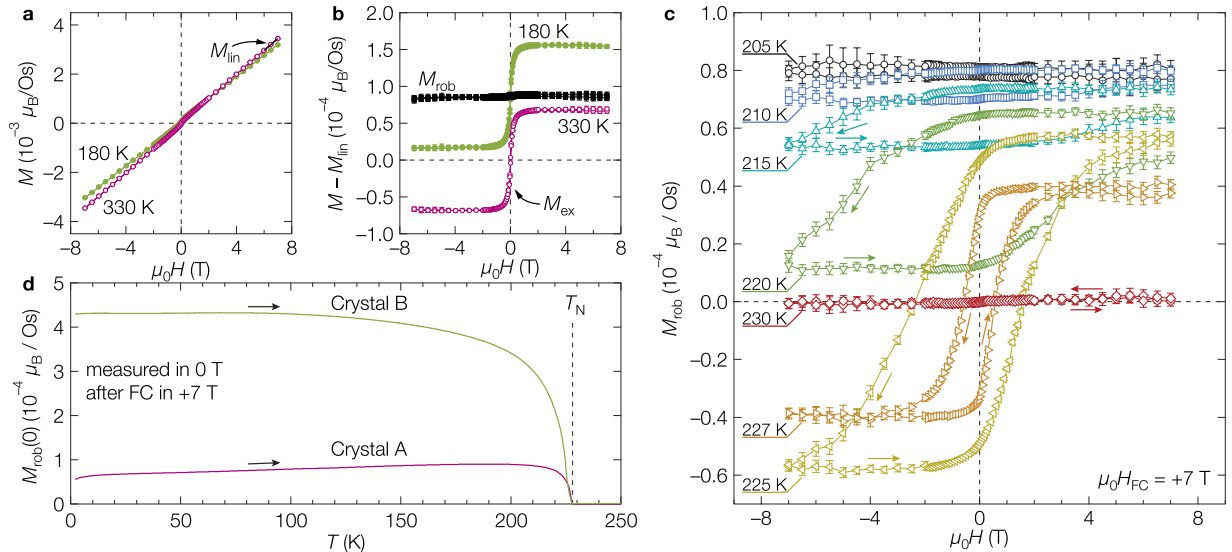 a
M (10⁻³ μB/Os)
4
2
0
−2
−4
Mlin
180 K
330 K
−8
−4
0
4
8
μ0H (T)
b
M − Mlin (10⁻⁴ μB/Os)
2.0
1.5
1.0
0.5
0.0
−0.5
−1.0
180 K
Mrob
330 K
Mex
−8
−4
0
4
8
μ0H (T)
c
Mrob (10⁻⁴ μB / Os)
1.0
0.8
0.6
0.4
0.2
0.0
−0.2
−0.4
−0.6
205 K
210 K
215 K
220 K
230 K
227 K
225 K
μ0HFC = +7 T
−8
−4
0
4
8
μ0H (T)
d
Mrob(0) (10⁻⁴ μB / Os)
5
4
3
2
1
0
Crystal B
TN
measured in 0 T
after FC in +7 T
Crystal A
0
50
100
150
200
250
T (K)